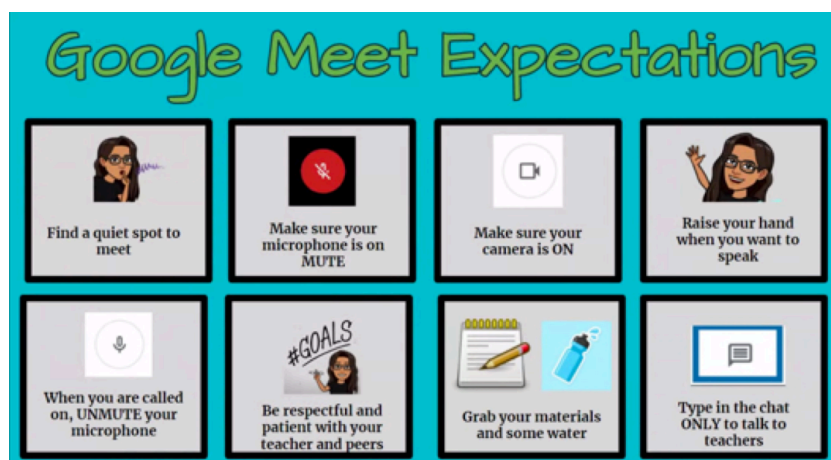 Google Meet Expectations
Find a quiet spot to
meet
Make sure your
microphone is on
MUTE
Make sure your
camera is ON
Raise your hand
when you want to
speak
When you are called
on, UNMUTE your
microphone
#GOALS
Be respectful and
patient with your
teacher and peers
Grab your materials
and some water
Type in the chat
ONLY to talk to
teachers